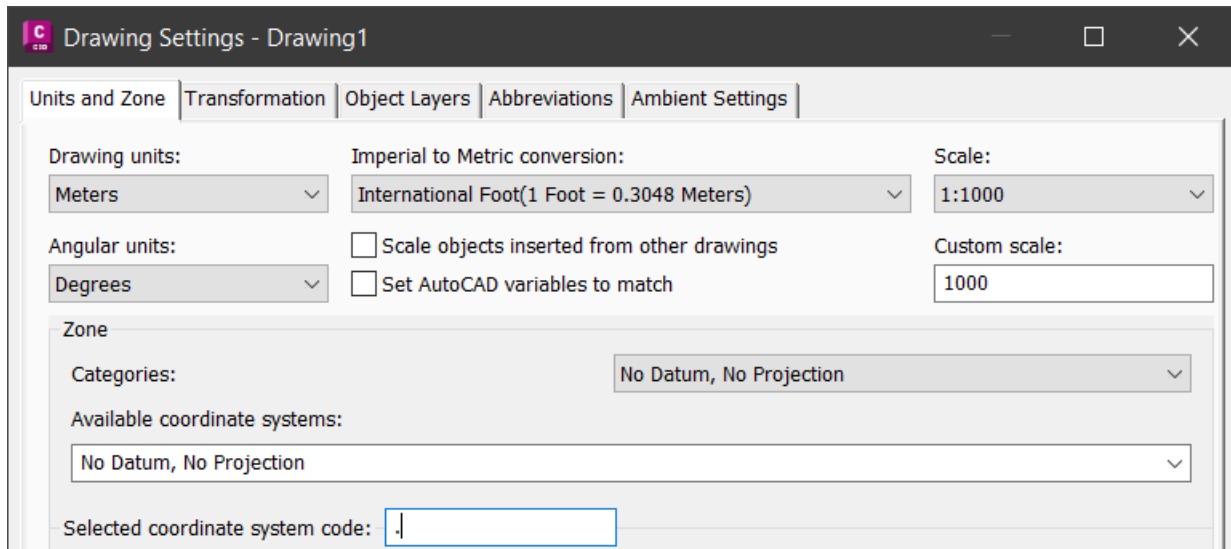 C
C3D
Drawing Settings - Drawing1
Units and Zone Transformation Object Layers Abbreviations Ambient Settings
Drawing units: Imperial to Metric conversion: Scale:
Meters International Foot(1 Foot = 0.3048 Meters) 1:1000
Angular units: Scale objects inserted from other drawings Custom scale:
Degrees Set AutoCAD variables to match 1000
Zone
Categories: No Datum, No Projection
Available coordinate systems:
No Datum, No Projection
Selected coordinate system code: .